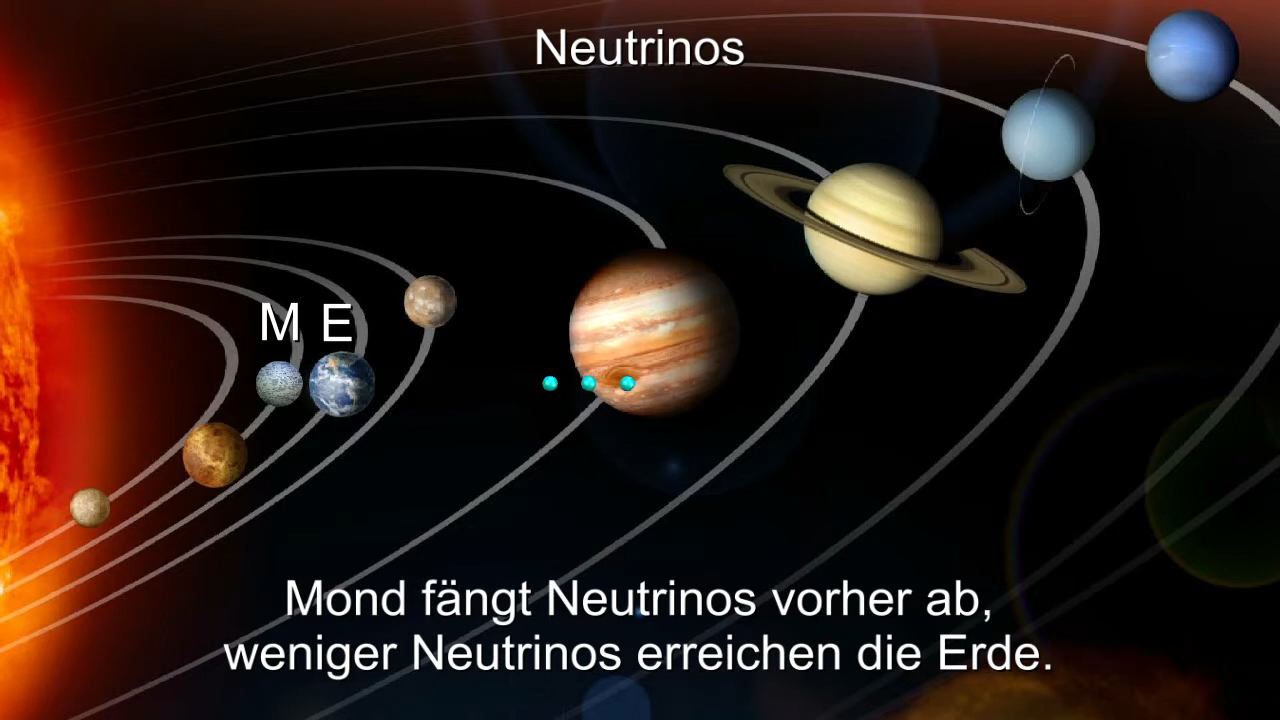 Neutrinos
M E
Mond fängt Neutrinos vorher ab,
weniger Neutrinos erreichen die Erde.